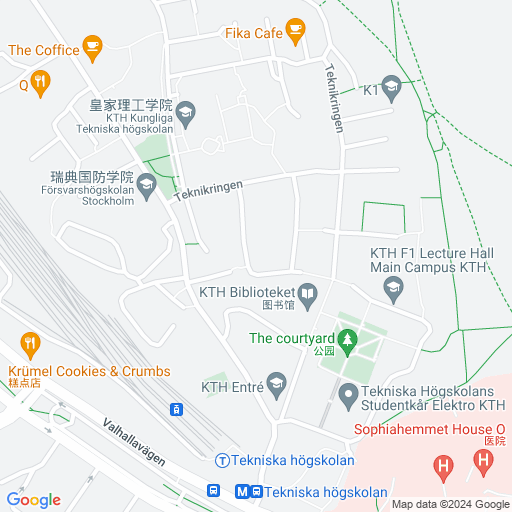 Fika Cafe
The Coffice
Q
Teknikringen
K1
皇家理工学院
KTH Kungliga
Tekniska högskolan
瑞典国防学院
Försvarshögskolan
Stockholm
Teknikringen
KTH F1 Lecture Hall
Main Campus KTH
KTH Biblioteket
图书馆
The courtyard
公园
Krümel Cookies & Crumbs
糕点店
KTH Entré
Tekniska Högskolans
Studentkår Elektro KTH
Valhallavägen
Sophiahemmet House O
医院
H
H
T Tekniska högskolan
M Tekniska högskolan
Google
Map data ©2024 Google